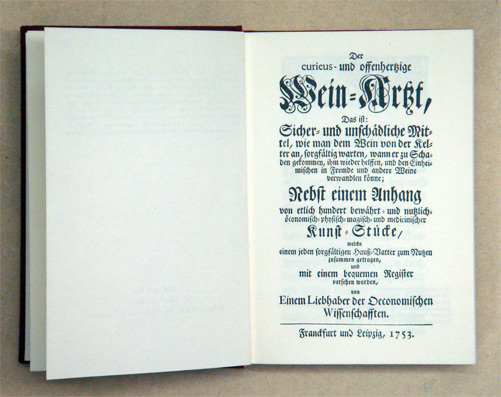 Der
curieus- und offenhertzige
Wein-Artzt,
Das ist:
Sicher- und unschädliche Mit-
tel, wie man dem Wein von der Kel-
ter an, sorgfältig warten, wann er zu Scha-
den gekommen, ihm wieder helffen, und den Einhei-
mischen in Fremde und andere Weine
verwandlen könne;
Nebst einem Anhang
von etlich hundert bewährt- und nützlich-
öconomisch- physisch- magisch- und medicinischer
Kunst-Stücke,
welche
einem jeden sorgfältigen Hauß-Vatter zum Nutzen
zusammen getragen,
und
mit einem bequemen Register
versehen worden,
von
Einem Liebhaber der Oeconomischen
Wissenschafften.
Franckfurt und Leipzig, 1753.